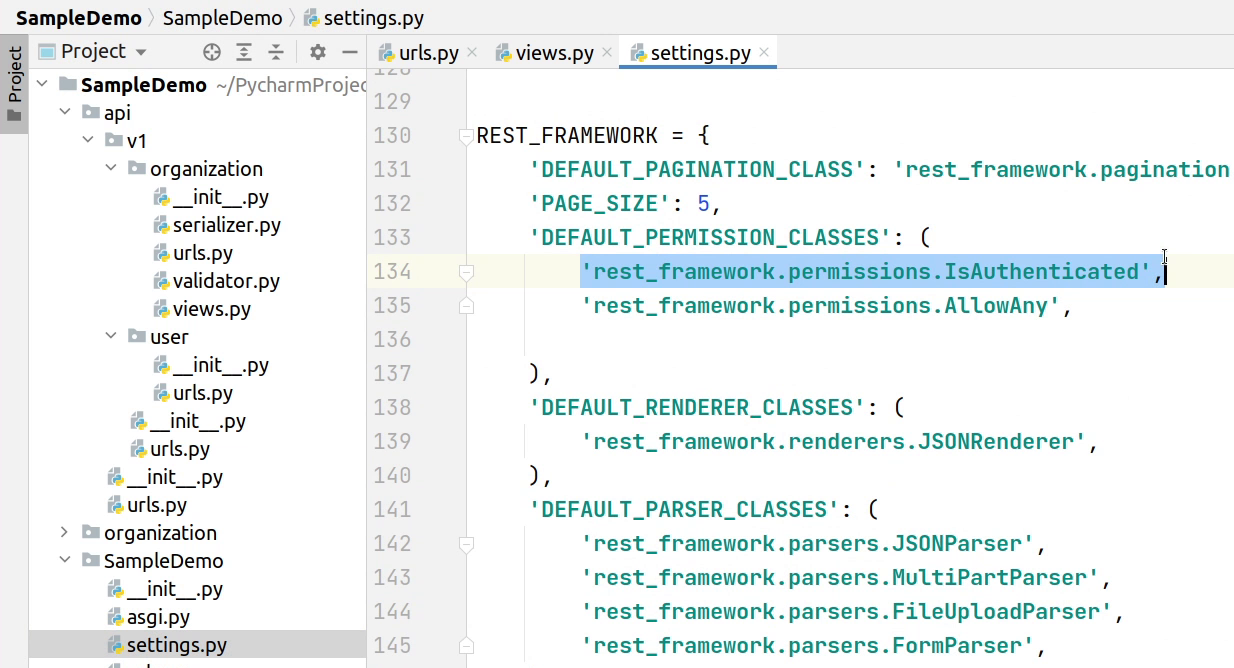 SampleDemo SampleDemo settings.py
Project
Project
urls.py
views.py
settings.py
SampleDemo ~/PycharmProjec
api
v1
organization
__init__.py
serializer.py
urls.py
validator.py
views.py
user
__init__.py
urls.py
__init__.py
urls.py
__init__.py
urls.py
organization
SampleDemo
__init__.py
asgi.py
settings.py
129
130 REST_FRAMEWORK = {
131 'DEFAULT_PAGINATION_CLASS': 'rest_framework.pagination
132 'PAGE_SIZE': 5,
133 'DEFAULT_PERMISSION_CLASSES': (
134 'rest_framework.permissions.IsAuthenticated',
135 'rest_framework.permissions.AllowAny',
136
137 ),
138 'DEFAULT_RENDERER_CLASSES': (
139 'rest_framework.renderers.JSONRenderer',
140 ),
141 'DEFAULT_PARSER_CLASSES': (
142 'rest_framework.parsers.JSONParser',
143 'rest_framework.parsers.MultiPartParser',
144 'rest_framework.parsers.FileUploadParser',
145 'rest_framework.parsers.FormParser',